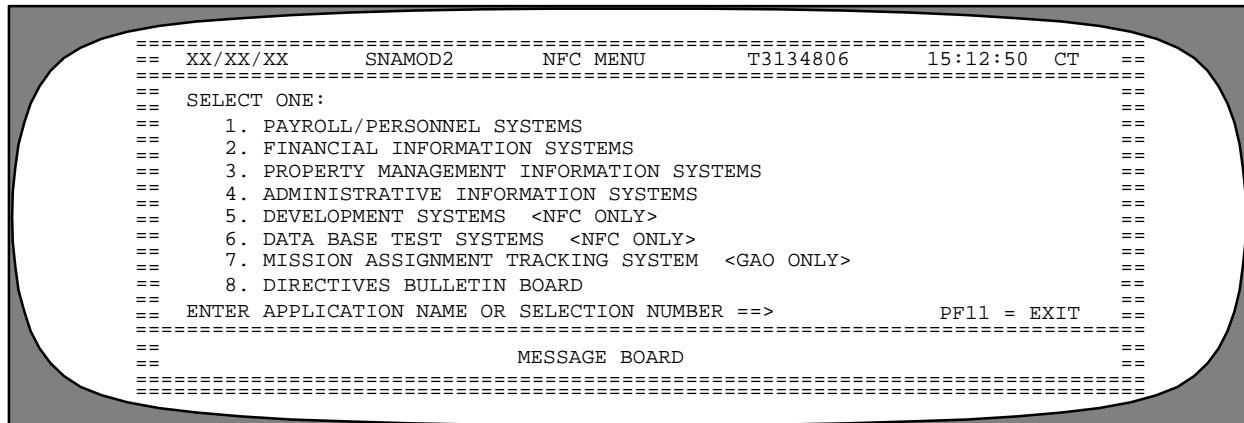 ==============================================================================
== XX/XX/XX SNAMOD2 NFC MENU T3134806 15:12:50 CT ==
==============================================================================
== ==
== SELECT ONE: ==
== 1. PAYROLL/PERSONNEL SYSTEMS ==
== 2. FINANCIAL INFORMATION SYSTEMS ==
== 3. PROPERTY MANAGEMENT INFORMATION SYSTEMS ==
== 4. ADMINISTRATIVE INFORMATION SYSTEMS ==
== 5. DEVELOPMENT SYSTEMS <NFC ONLY> ==
== 6. DATA BASE TEST SYSTEMS <NFC ONLY> ==
== 7. MISSION ASSIGNMENT TRACKING SYSTEM <GAO ONLY> ==
== 8. DIRECTIVES BULLETIN BOARD ==
== ENTER APPLICATION NAME OR SELECTION NUMBER ==> PF11 = EXIT ==
==============================================================================
== MESSAGE BOARD ==
==============================================================================
==============================================================================